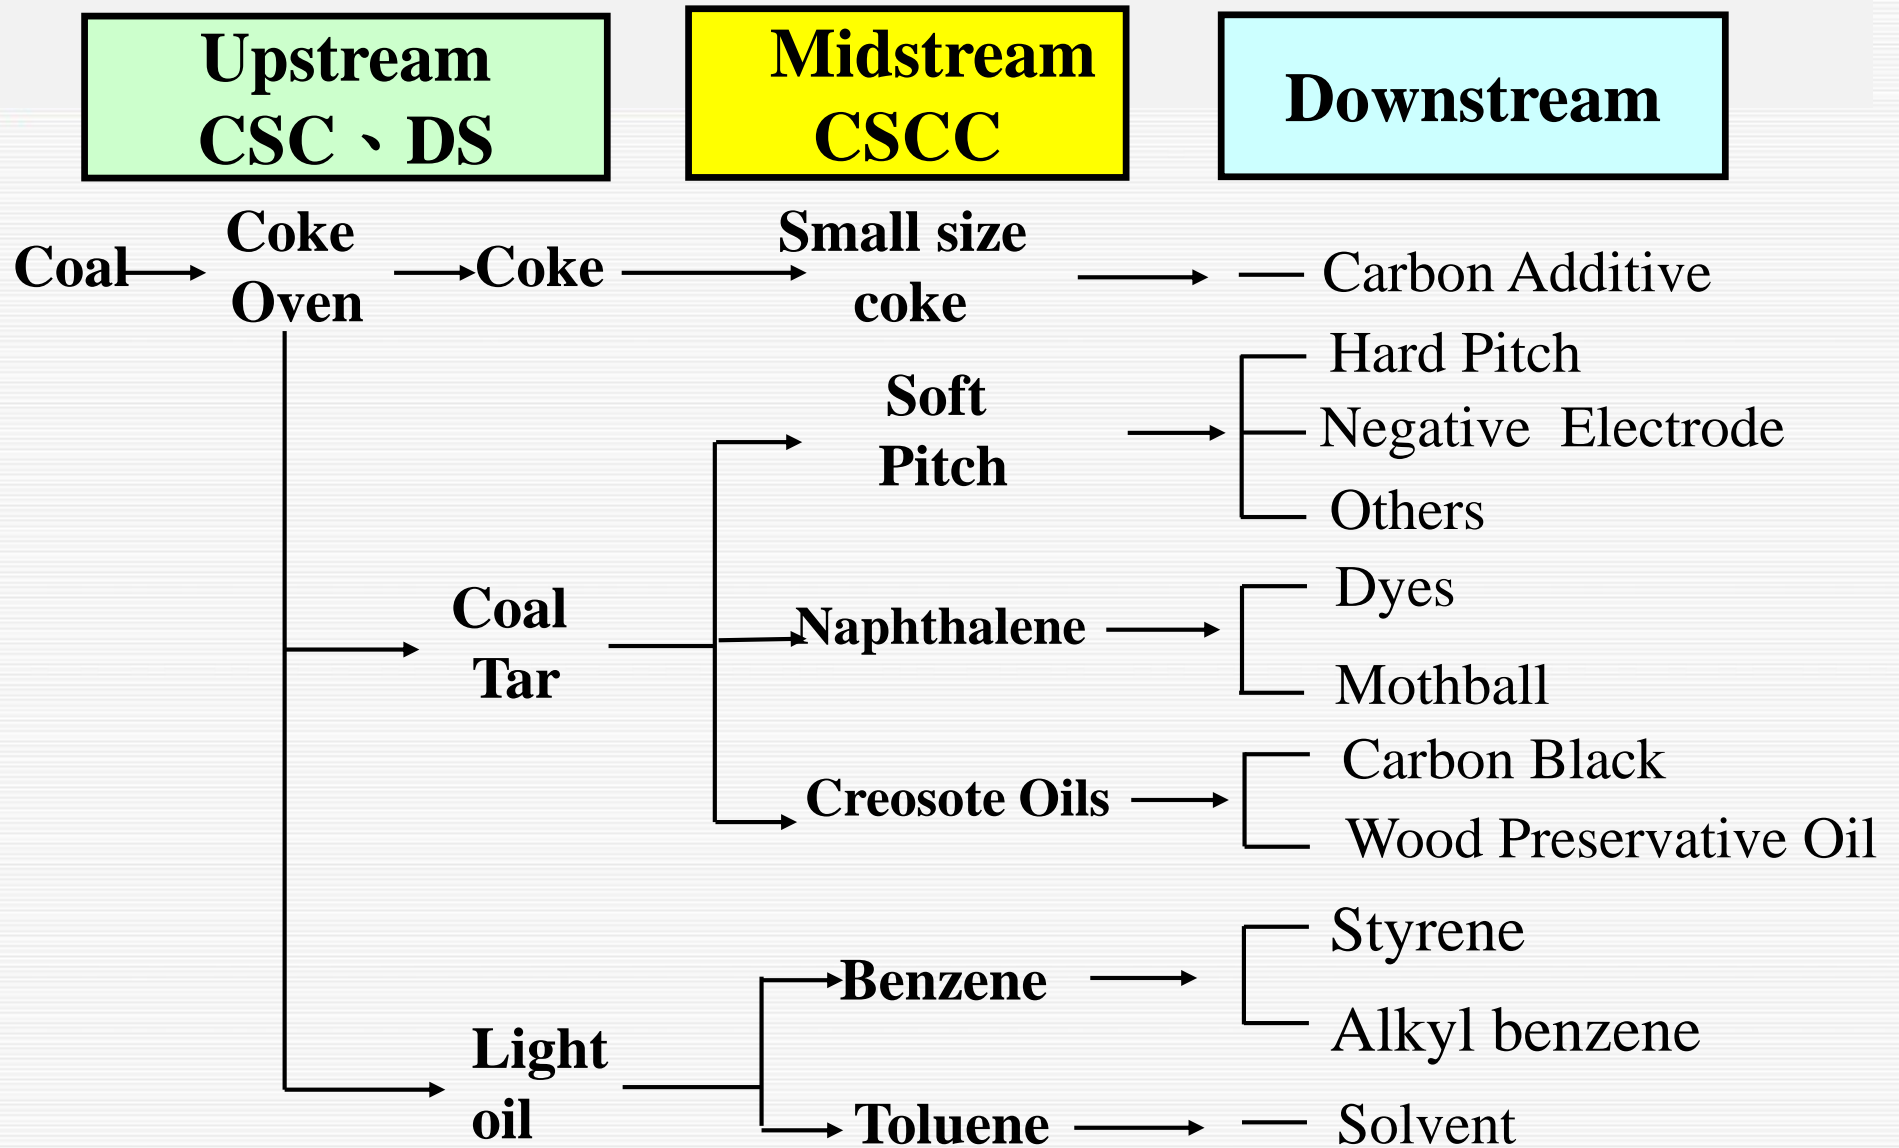 Upstream
CSC、DS
Midstream
CSCC
Downstream
Coal
Coke
Oven
Coke
Small size
coke
Carbon Additive
Soft
Pitch
Hard Pitch
Negative Electrode
Others
Coal
Tar
Naphthalene
Dyes
Mothball
Creosote Oils
Carbon Black
Wood Preservative Oil
Light
oil
Benzene
Styrene
Alkyl benzene
Toluene
Solvent